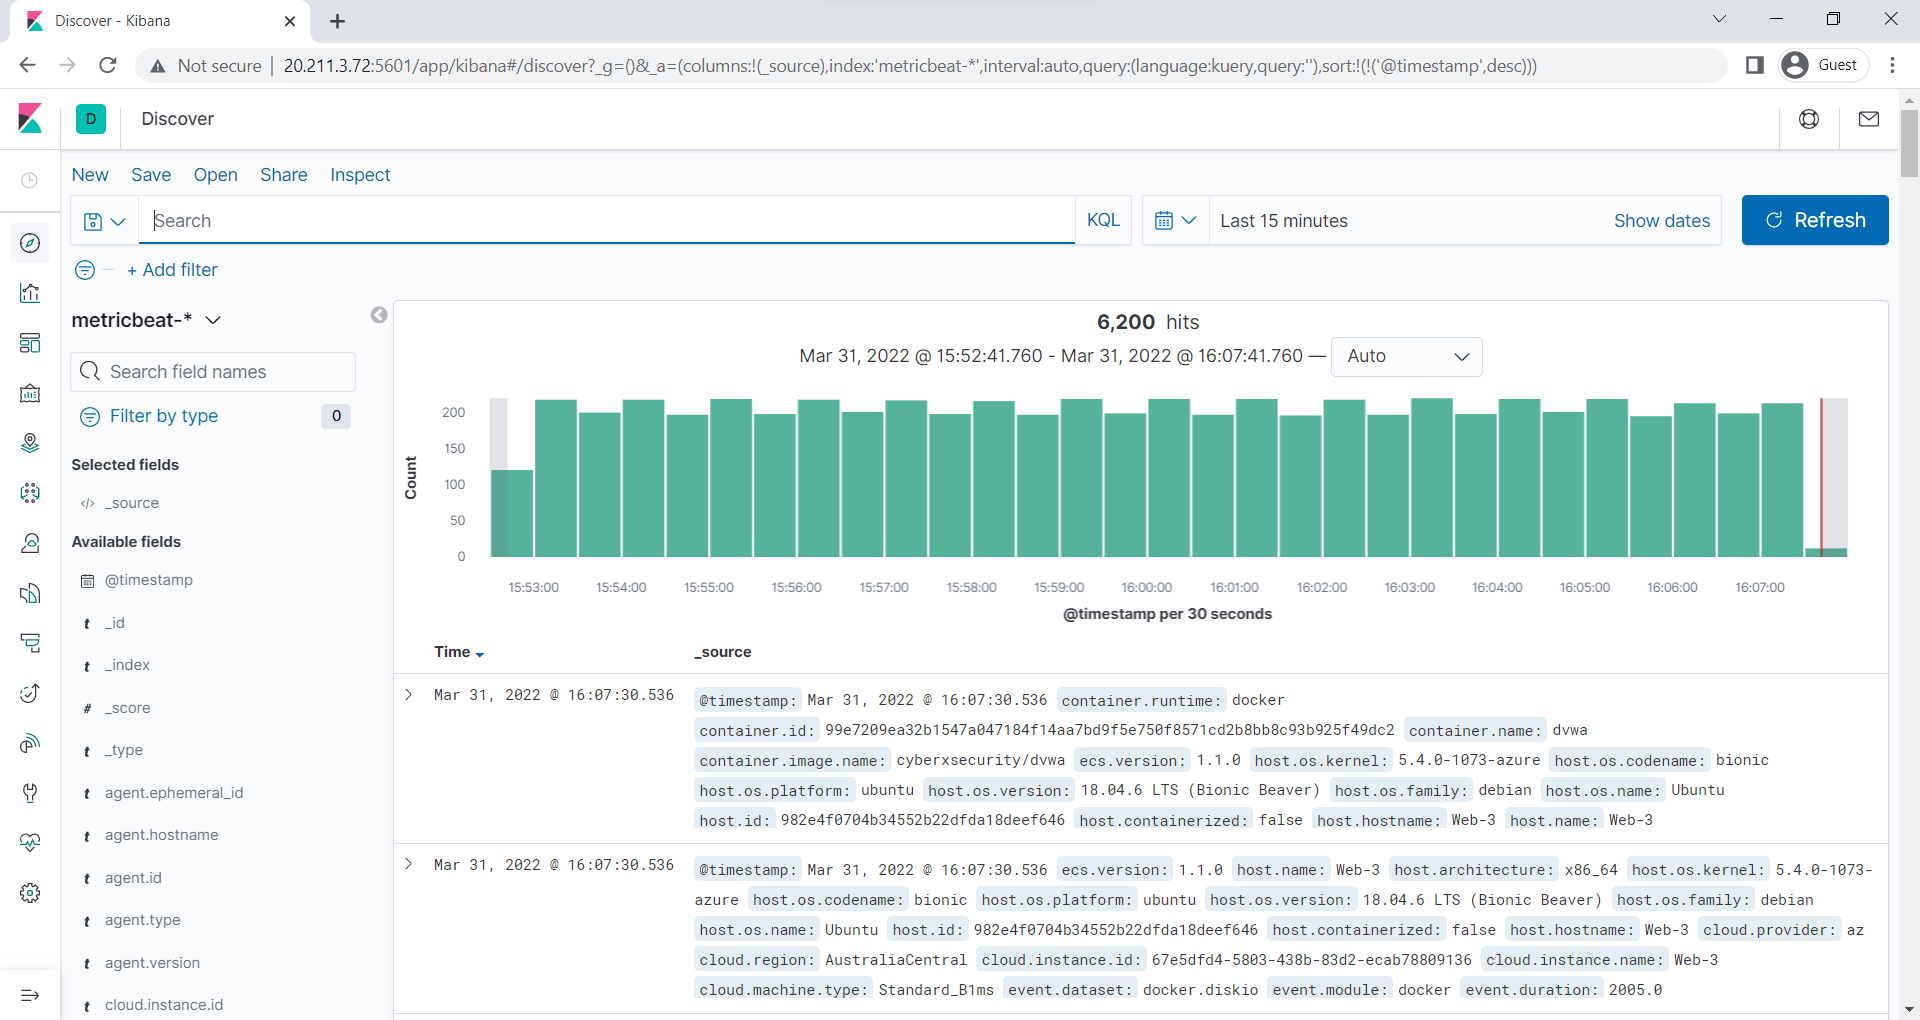 Discover - Kibana
Not secure | 20.211.3.72:5601/app/kibana#/discover?_g=()&_a=(columns:!(_source),index:'metricbeat-*',interval:auto,query:(language:kuery,query:''),sort:!(!('@timestamp',desc)))
Guest
D Discover
New Save Open Share Inspect
Search KQL Last 15 minutes Show dates Refresh
+ Add filter
metricbeat-*
Search field names
Filter by type 0
Selected fields
_source
Available fields
@timestamp
t _id
t _index
# _score
t _type
t agent.ephemeral_id
t agent.hostname
t agent.id
t agent.type
t agent.version
t cloud.instance.id
6,200 hits
Mar 31, 2022 @ 15:52:41.760 - Mar 31, 2022 @ 16:07:41.760 — Auto
Count
200
150
100
50
0
15:53:00 15:54:00 15:55:00 15:56:00 15:57:00 15:58:00 15:59:00 16:00:00 16:01:00 16:02:00 16:03:00 16:04:00 16:05:00 16:06:00 16:07:00
@timestamp per 30 seconds
Time _source
Mar 31, 2022 @ 16:07:30.536 @timestamp: Mar 31, 2022 @ 16:07:30.536 container.runtime: docker
container.id: 99e7209ea32b1547a047184f14aa7bd9f5e750f8571cd2b8bb8c93b925f49dc2 container.name: dvwa
container.image.name: cyberxsecurity/dvwa ecs.version: 1.1.0 host.os.kernel: 5.4.0-1073-azure host.os.codename: bionic
host.os.platform: ubuntu host.os.version: 18.04.6 LTS (Bionic Beaver) host.os.family: debian host.os.name: Ubuntu
host.id: 982e4f0704b34552b22dfda18deef646 host.containerized: false host.hostname: Web-3 host.name: Web-3
Mar 31, 2022 @ 16:07:30.536 @timestamp: Mar 31, 2022 @ 16:07:30.536 ecs.version: 1.1.0 host.name: Web-3 host.architecture: x86_64 host.os.kernel: 5.4.0-1073-
azure host.os.codename: bionic host.os.platform: ubuntu host.os.version: 18.04.6 LTS (Bionic Beaver) host.os.family: debian
host.os.name: Ubuntu host.id: 982e4f0704b34552b22dfda18deef646 host.containerized: false host.hostname: Web-3 cloud.provider: az
cloud.region: AustraliaCentral cloud.instance.id: 67e5dfd4-5803-438b-83d2-ecab78809136 cloud.instance.name: Web-3
cloud.machine.type: Standard_B1ms event.dataset: docker.diskio event.module: docker event.duration: 2005.0